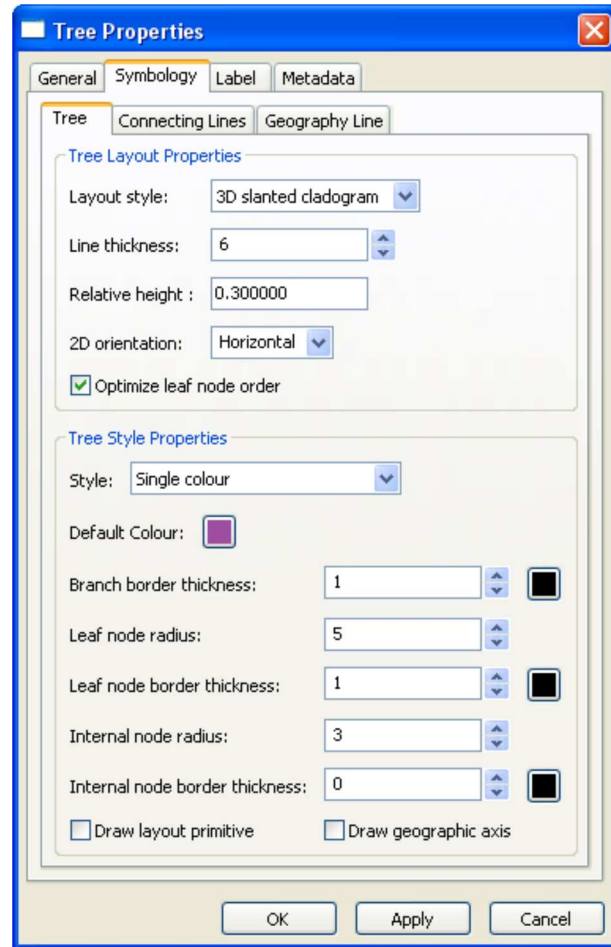 Tree Properties
General Symbology Label Metadata
Tree Connecting Lines Geography Line
Tree Layout Properties
Layout style: 3D slanted cladogram
Line thickness: 6
Relative height : 0.300000
2D orientation: Horizontal
Optimize leaf node order
Tree Style Properties
Style: Single colour
Default Colour:
Branch border thickness: 1
Leaf node radius: 5
Leaf node border thickness: 1
Internal node radius: 3
Internal node border thickness: 0
Draw layout primitive Draw geographic axis
OK Apply Cancel